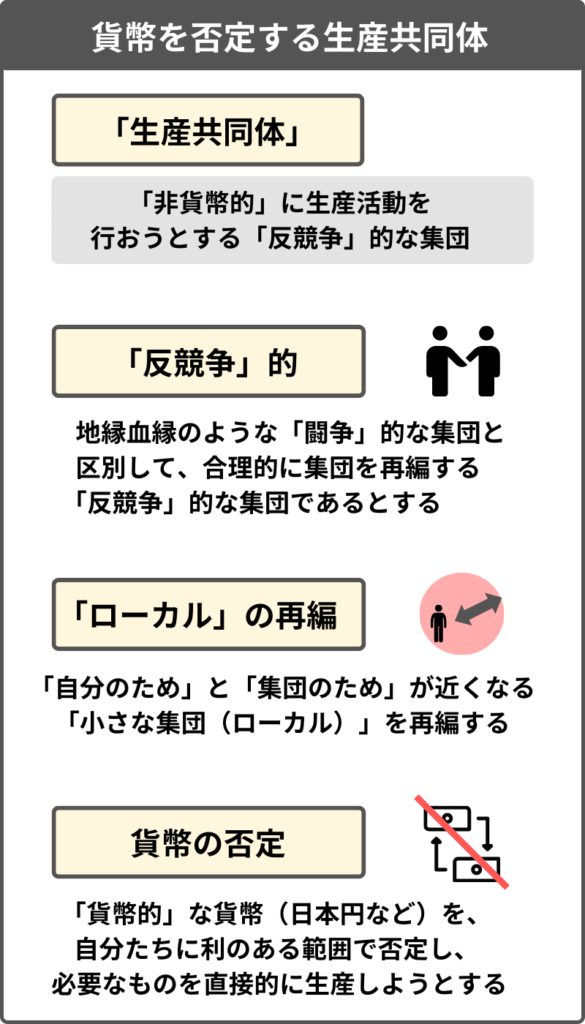 貨幣を否定する生産共同体
「生産共同体」
「非貨幣的」に生産活動を
行おうとする「反競争」的な集団
「反競争」的
地縁血縁のような「闘争」的な集団と
区別して、合理的に集団を再編する
「反競争」的な集団であるとする
「ローカル」の再編
「自分のため」と「集団のため」が近くなる
「小さな集団（ローカル）」を再編する
貨幣の否定
「貨幣的」な貨幣（日本円など）を、
自分たちに利のある範囲で否定し、
必要なものを直接的に生産しようとする